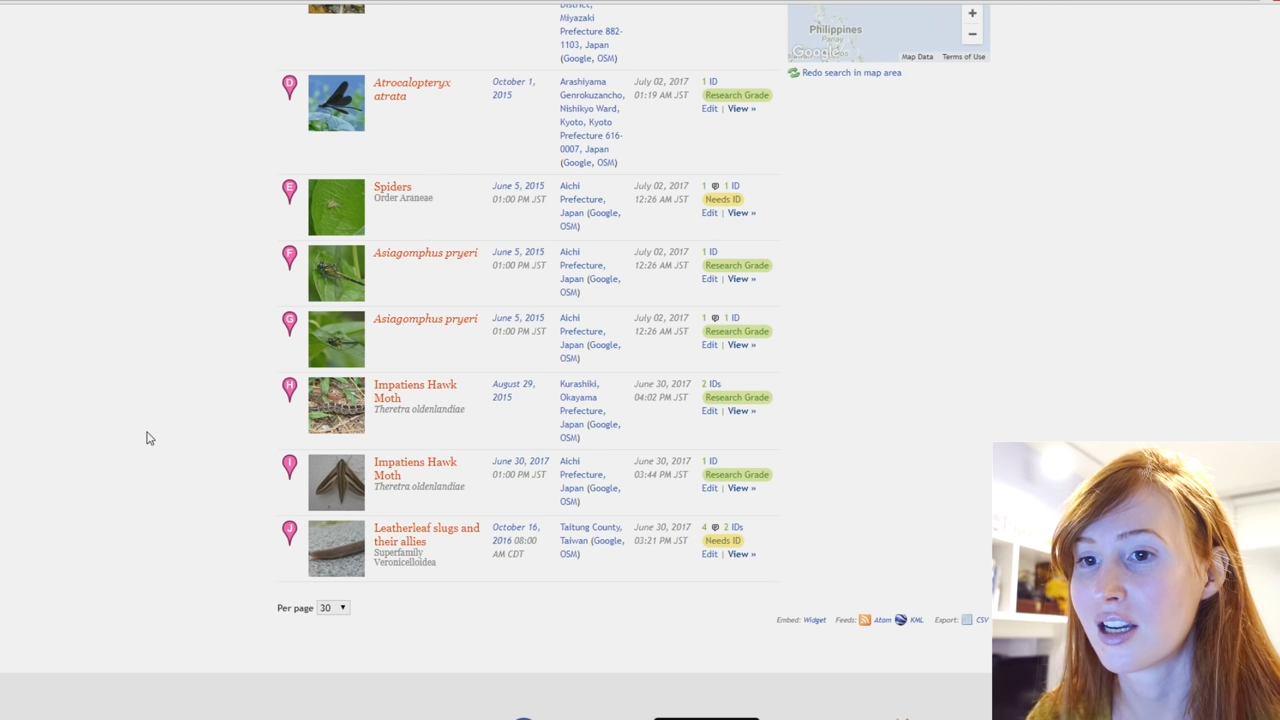 District,
Miyazaki
Prefecture 882-
1103, Japan
(Google, OSM)
Philippines
Panay
Google
Map Data Terms of Use
+
−
Redo search in map area
D
Atrocalopteryx
atrata
October 1,
2015
Arashiyama
Genrokuzancho,
Nishikyo Ward,
Kyoto, Kyoto
Prefecture 616-
0007, Japan
(Google, OSM)
July 02, 2017
01:19 AM JST
1 ID
Research Grade
Edit | View »
E
Spiders
Order Araneae
June 5, 2015
01:00 PM JST
Aichi
Prefecture,
Japan (Google,
OSM)
July 02, 2017
12:26 AM JST
1 1 ID
Needs ID
Edit | View »
F
Asiagomphus pryeri
June 5, 2015
01:00 PM JST
Aichi
Prefecture,
Japan (Google,
OSM)
July 02, 2017
12:26 AM JST
1 ID
Research Grade
Edit | View »
G
Asiagomphus pryeri
June 5, 2015
01:00 PM JST
Aichi
Prefecture,
Japan (Google,
OSM)
July 02, 2017
12:26 AM JST
1 1 ID
Research Grade
Edit | View »
H
Impatiens Hawk
Moth
Theretra oldenlandiae
August 29,
2015
Kurashiki,
Okayama
Prefecture,
Japan (Google,
OSM)
June 30, 2017
04:02 PM JST
2 IDs
Research Grade
Edit | View »
I
Impatiens Hawk
Moth
Theretra oldenlandiae
June 30, 2017
01:00 PM JST
Aichi
Prefecture,
Japan (Google,
OSM)
June 30, 2017
03:44 PM JST
1 ID
Research Grade
Edit | View »
J
Leatherleaf slugs and
their allies
Superfamily
Veronicelloidea
October 16,
2016 08:00
AM CDT
Taitung County,
Taiwan (Google,
OSM)
June 30, 2017
03:21 PM JST
4 2 IDs
Needs ID
Edit | View »
Per page 30
Embed: Widget Feeds: Atom KML Export: CSV